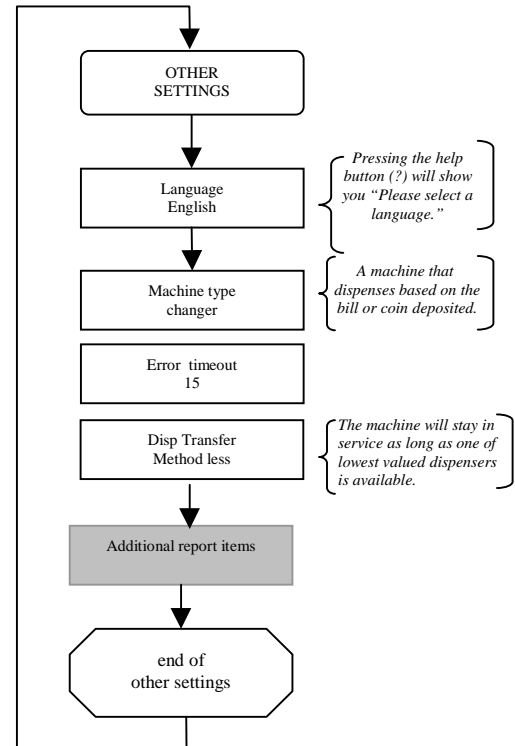 OTHER
SETTINGS
Language
English
Pressing the help
button (?) will show
you “Please select a
language.”
Machine type
changer
A machine that
dispenses based on the
bill or coin deposited.
Error timeout
15
Disp Transfer
Method less
The machine will stay in
service as long as one of
lowest valued dispensers
is available.
Additional report items
end of
other settings